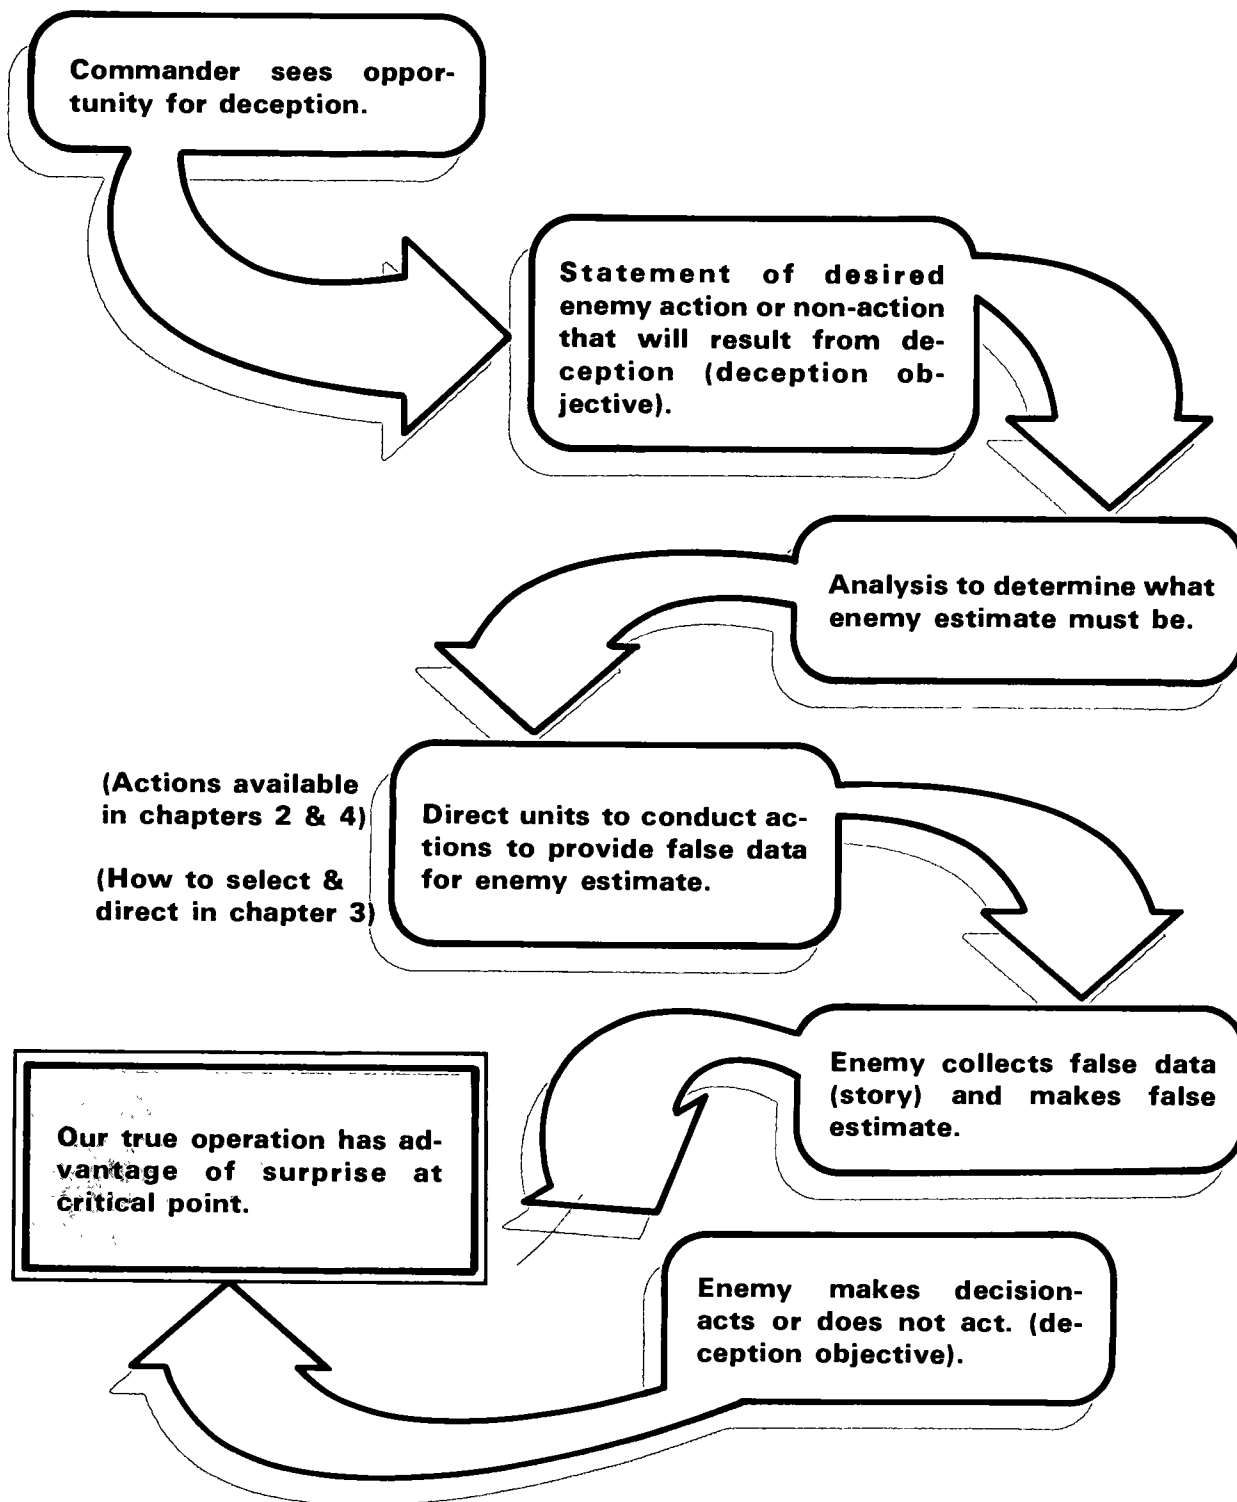 Commander sees oppor-
tunity for deception.
Statement of desired
enemy action or non-action
that will result from de-
ception (deception ob-
jective).
Analysis to determine what
enemy estimate must be.
(Actions available
in chapters 2 & 4)
(How to select &
direct in chapter 3)
Direct units to conduct ac-
tions to provide false data
for enemy estimate.
Enemy collects false data
(story) and makes false
estimate.
Enemy makes decision-
acts or does not act. (de-
ception objective).
Our true operation has ad-
vantage of surprise at
critical point.